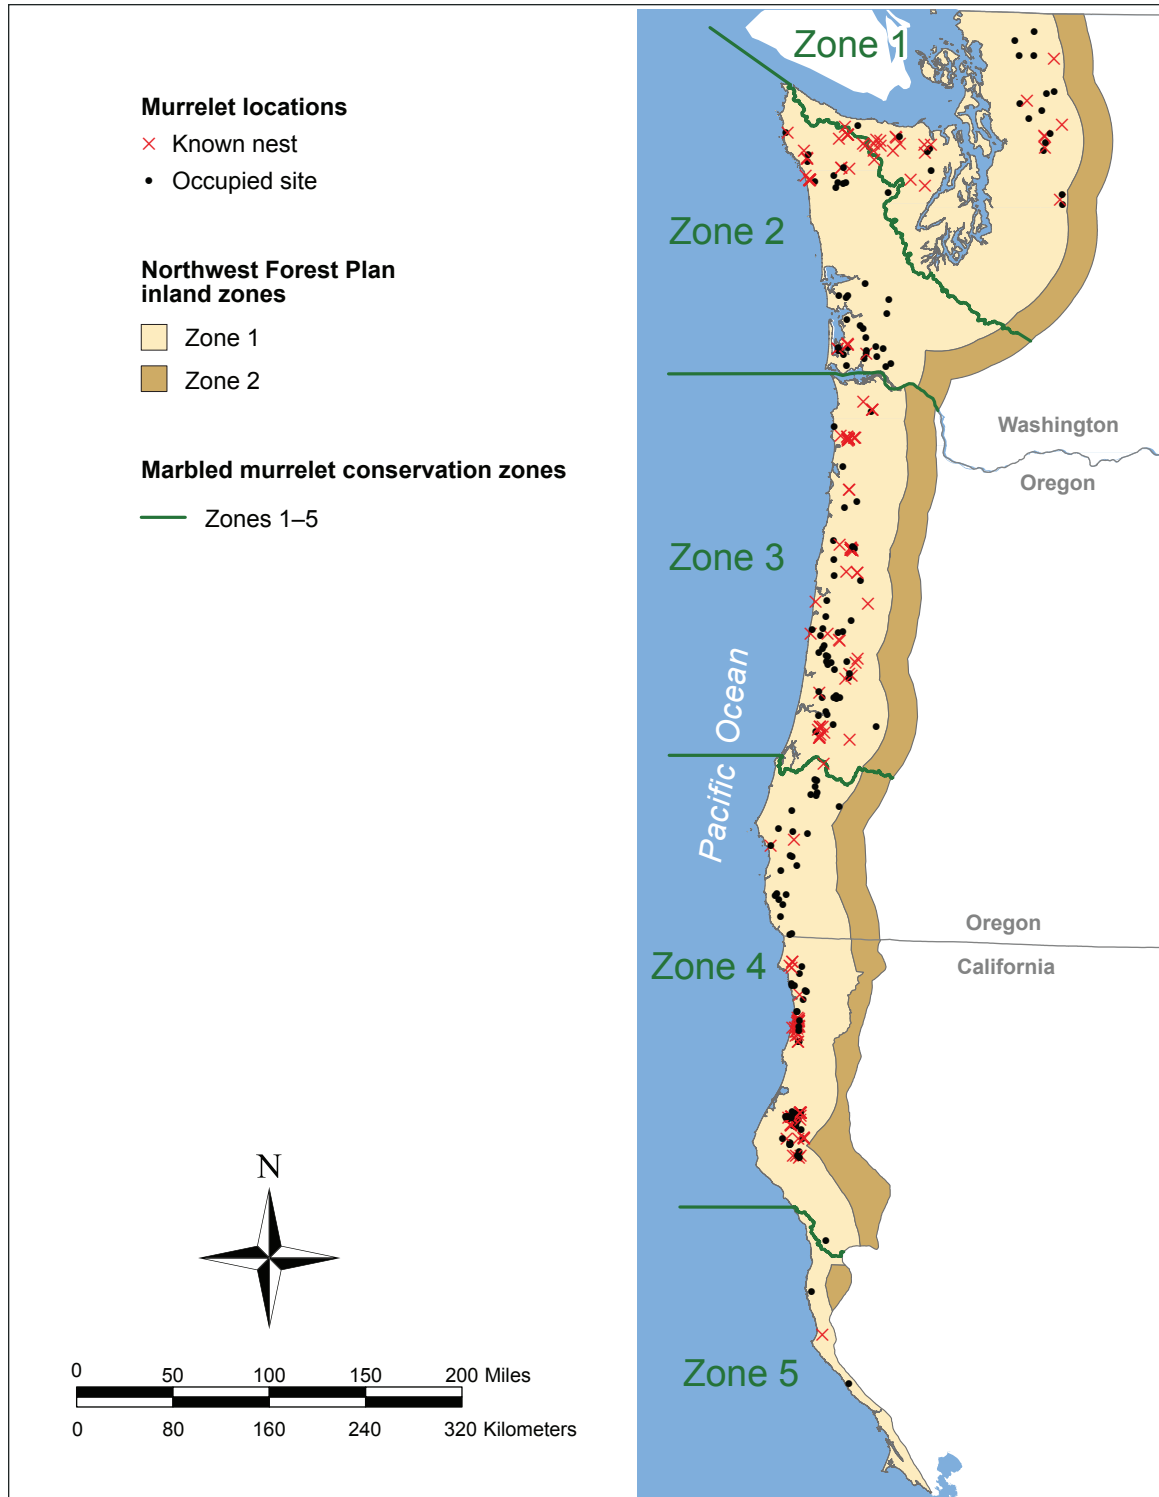 Murrelet locations
Known nest
Occupied site
Northwest Forest Plan
inland zones
Zone 1
Zone 2
Marbled murrelet conservation zones
Zones 1–5
N
0 50 100 150 200 Miles
0 80 160 240 320 Kilometers
Zone 1
Zone 2
Washington
Oregon
Zone 3
Pacific Ocean
Oregon
California
Zone 4
Zone 5